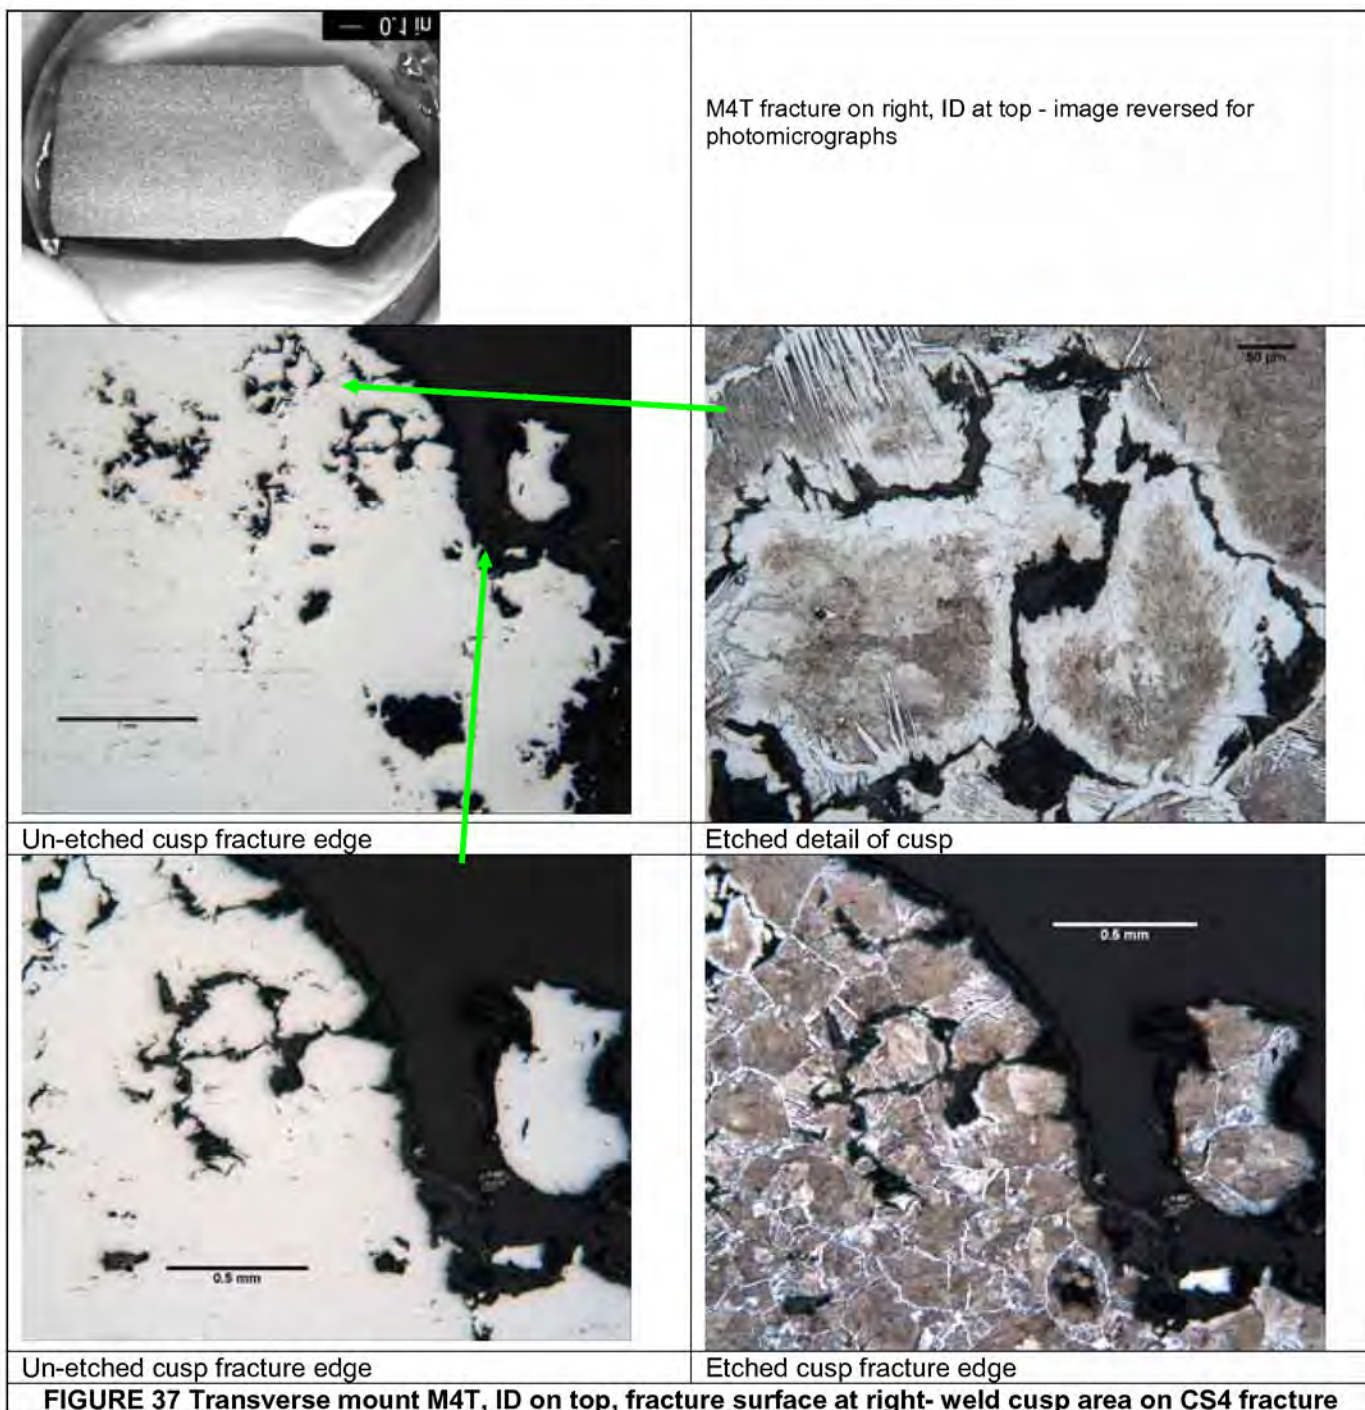 0.1 in
M4T fracture on right, ID at top - image reversed for
photomicrographs
50 µm
Un-etched cusp fracture edge
Etched detail of cusp
0.5 mm
0.5 mm
Un-etched cusp fracture edge
Etched cusp fracture edge
FIGURE 37 Transverse mount M4T, ID on top, fracture surface at right- weld cusp area on CS4 fracture